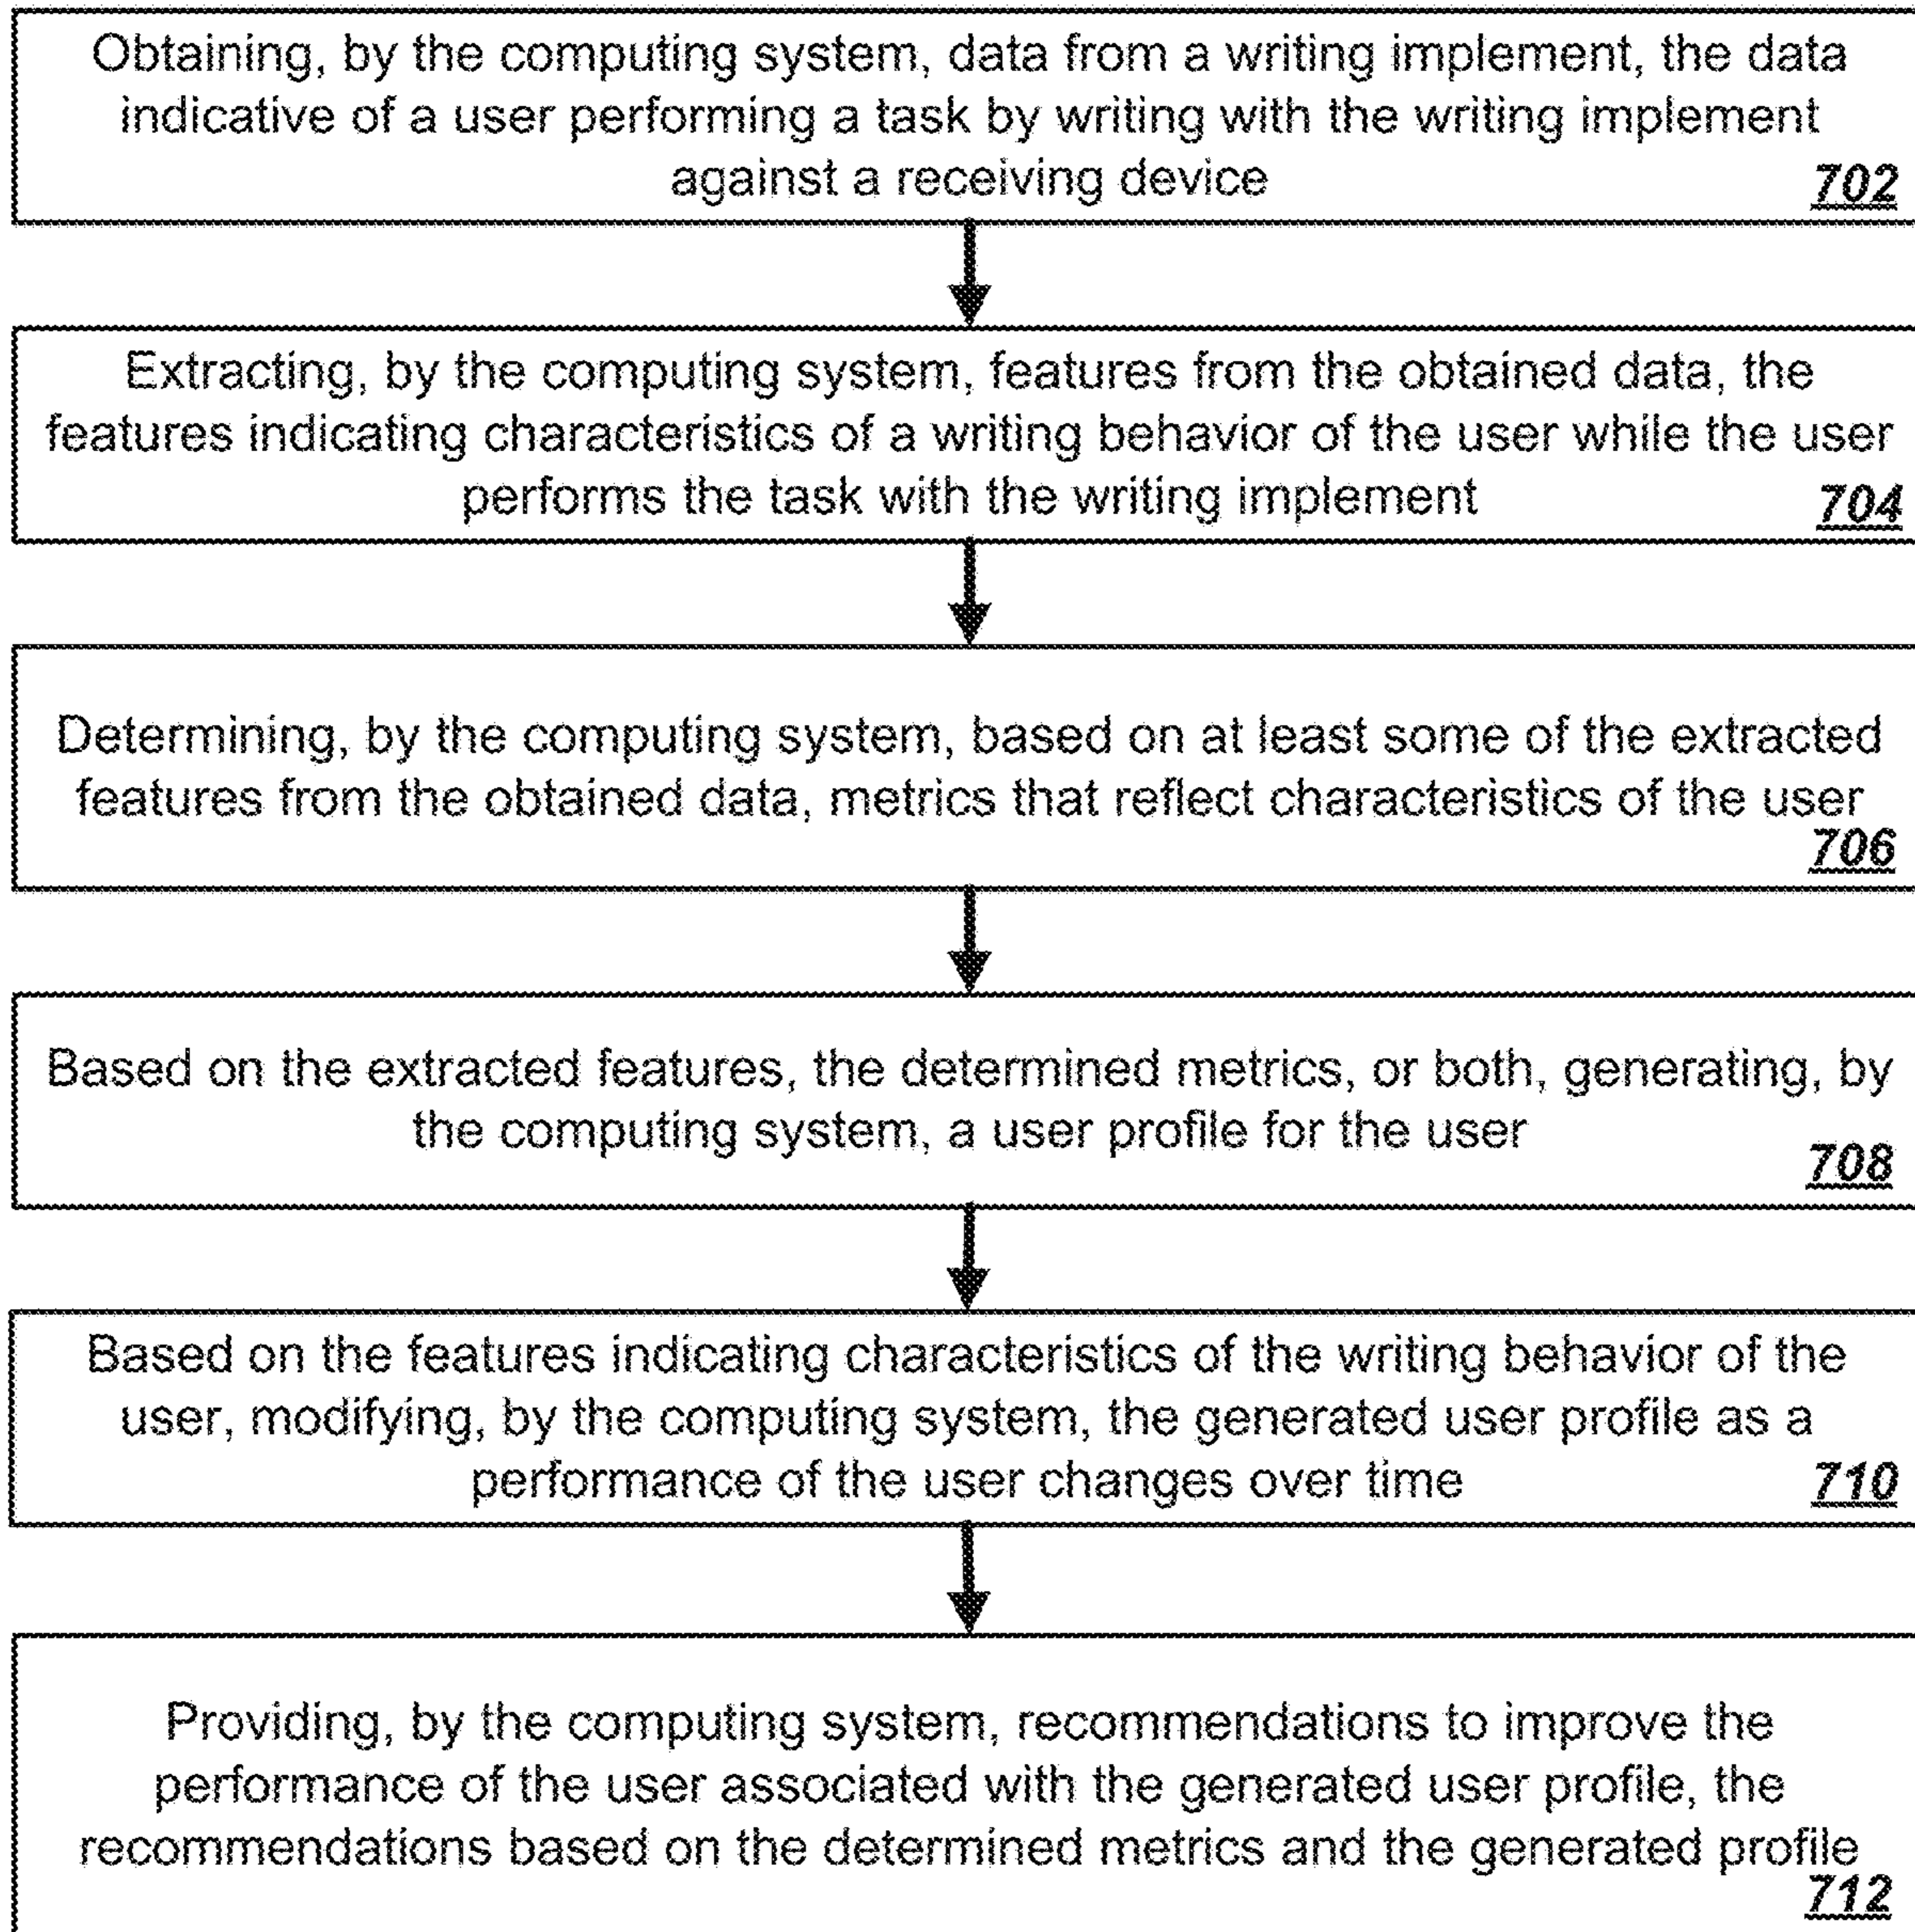 Obtaining, by the computing system, data from a writing implement, the data
indicative of a user performing a task by writing with the writing implement
against a receiving device
702
Extracting, by the computing system, features from the obtained data, the
features indicating characteristics of a writing behavior of the user while the user
performs the task with the writing implement
704
Determining, by the computing system, based on at least some of the extracted
features from the obtained data, metrics that reflect characteristics of the user
706
Based on the extracted features, the determined metrics, or both, generating, by
the computing system, a user profile for the user
708
Based on the features indicating characteristics of the writing behavior of the
user, modifying, by the computing system, the generated user profile as a
performance of the user changes over time
710
Providing, by the computing system, recommendations to improve the
performance of the user associated with the generated user profile, the
recommendations based on the determined metrics and the generated profile
712